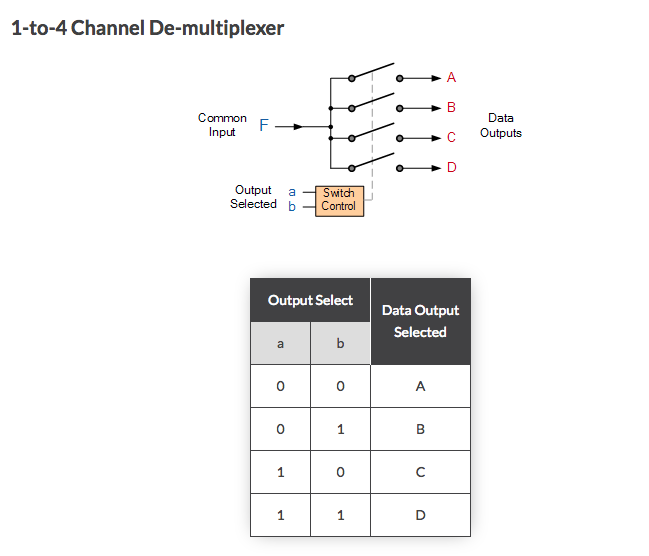 1-to-4 Channel De-multiplexer
A
B
C
D
Common
Input
F
Data
Outputs
Output
Selected
a
b
Switch
Control
Output Select
Data Output
Selected
a b
0 0 A
0 1 B
1 0 C
1 1 D